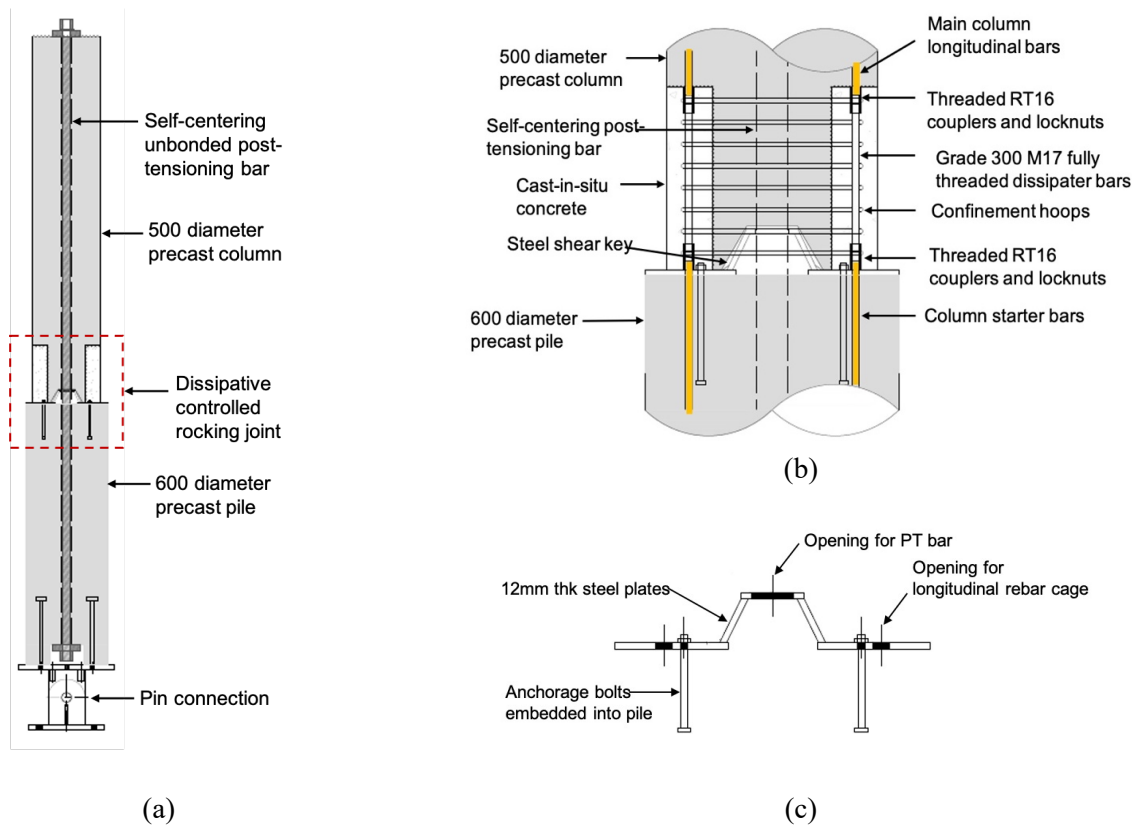 Self-centering
unbonded post-
tensioning bar
500 diameter
precast column
Dissipative
controlled
rocking joint
600 diameter
precast pile
Pin connection
(a)
500 diameter
precast column
Self-centering post-
tensioning bar
Cast-in-situ
concrete
Steel shear key
600 diameter
precast pile
Main column
longitudinal bars
Threaded RT16
couplers and locknuts
Grade 300 M17 fully
threaded dissipater bars
Confinement hoops
Threaded RT16
couplers and locknuts
Column starter bars
(b)
Opening for PT bar
Opening for
longitudinal rebar cage
12mm thk steel plates
Anchorage bolts
embedded into pile
(c)